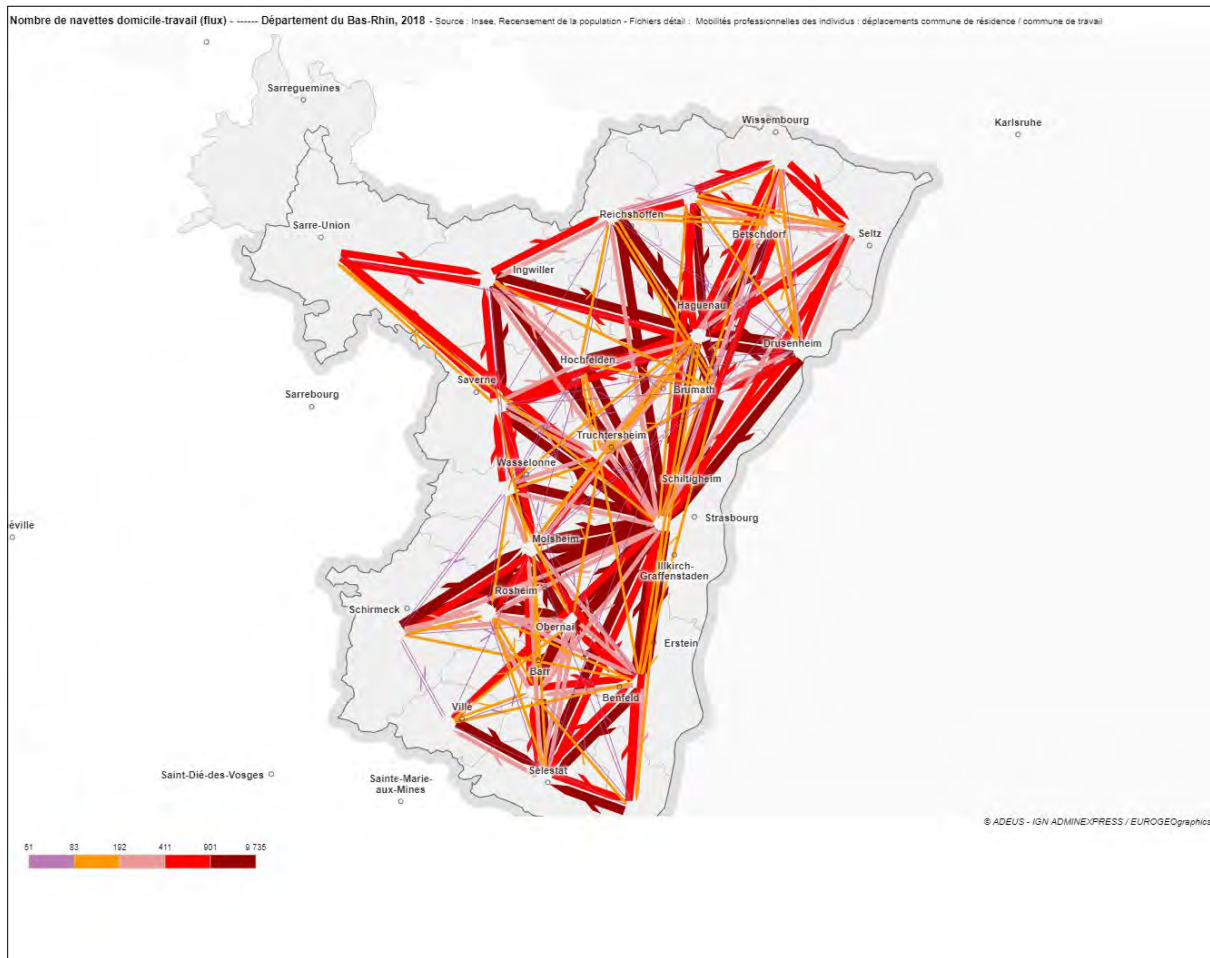 Nombre de navettes domicile-travail (flux) - ------ Département du Bas-Rhin, 2018 - Source : Insee, Recensement de la population - Fichiers détail : Mobilités professionnelles des individus : déplacements commune de résidence / commune de travail
Sarreguemines
Wissembourg
Karlsruhe
Reichshoffen
Sarre-Union
Betschdorf
Seltz
Ingwiller
Haguenau
Drusenheim
Hochfelden
Saverne
Brumath
Sarrebourg
Truchtersheim
Wasselonne
Schiltigheim
Strasbourg
éville
Molsheim
Illkirch-
Graffenstaden
Rosheim
Schirmeck
Obernai
Erstein
Barr
Benfeld
Villé
Sélestat
Saint-Dié-des-Vosges
Sainte-Marie-
aux-Mines
© ADEUS - IGN ADMINEXPRESS / EUROGEOgraphics
51 83 192 411 901 9 735